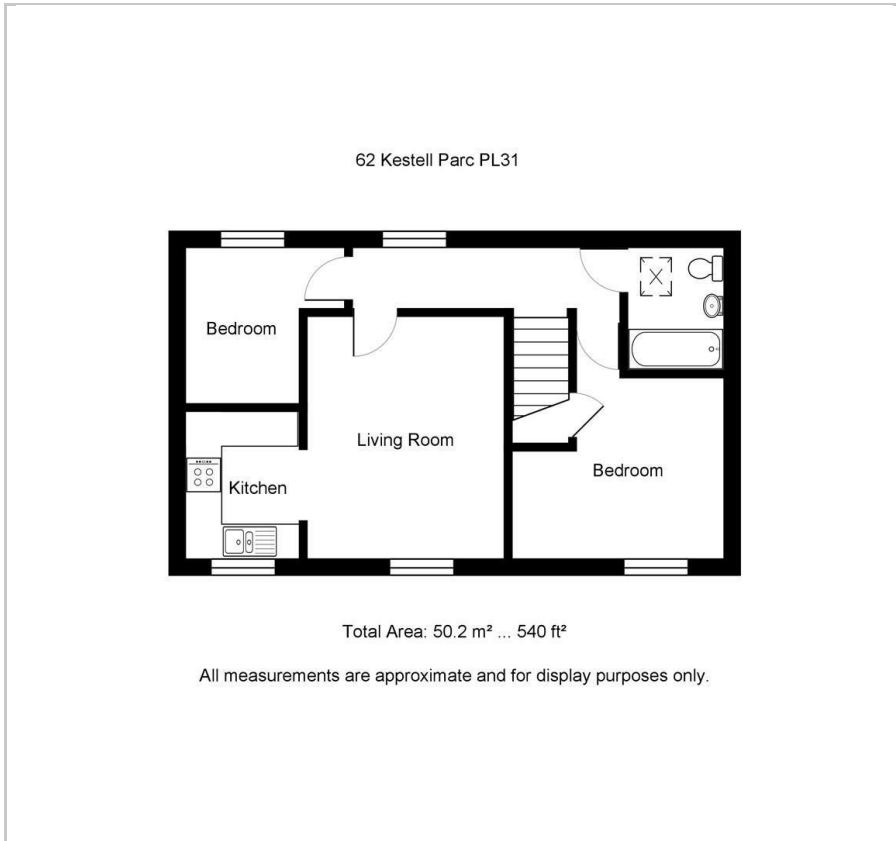 62 Kestell Parc PL31
Bedroom
Living Room
Kitchen
Bedroom
Total Area: 50.2 m² ... 540 ft²
All measurements are approximate and for display purposes only.